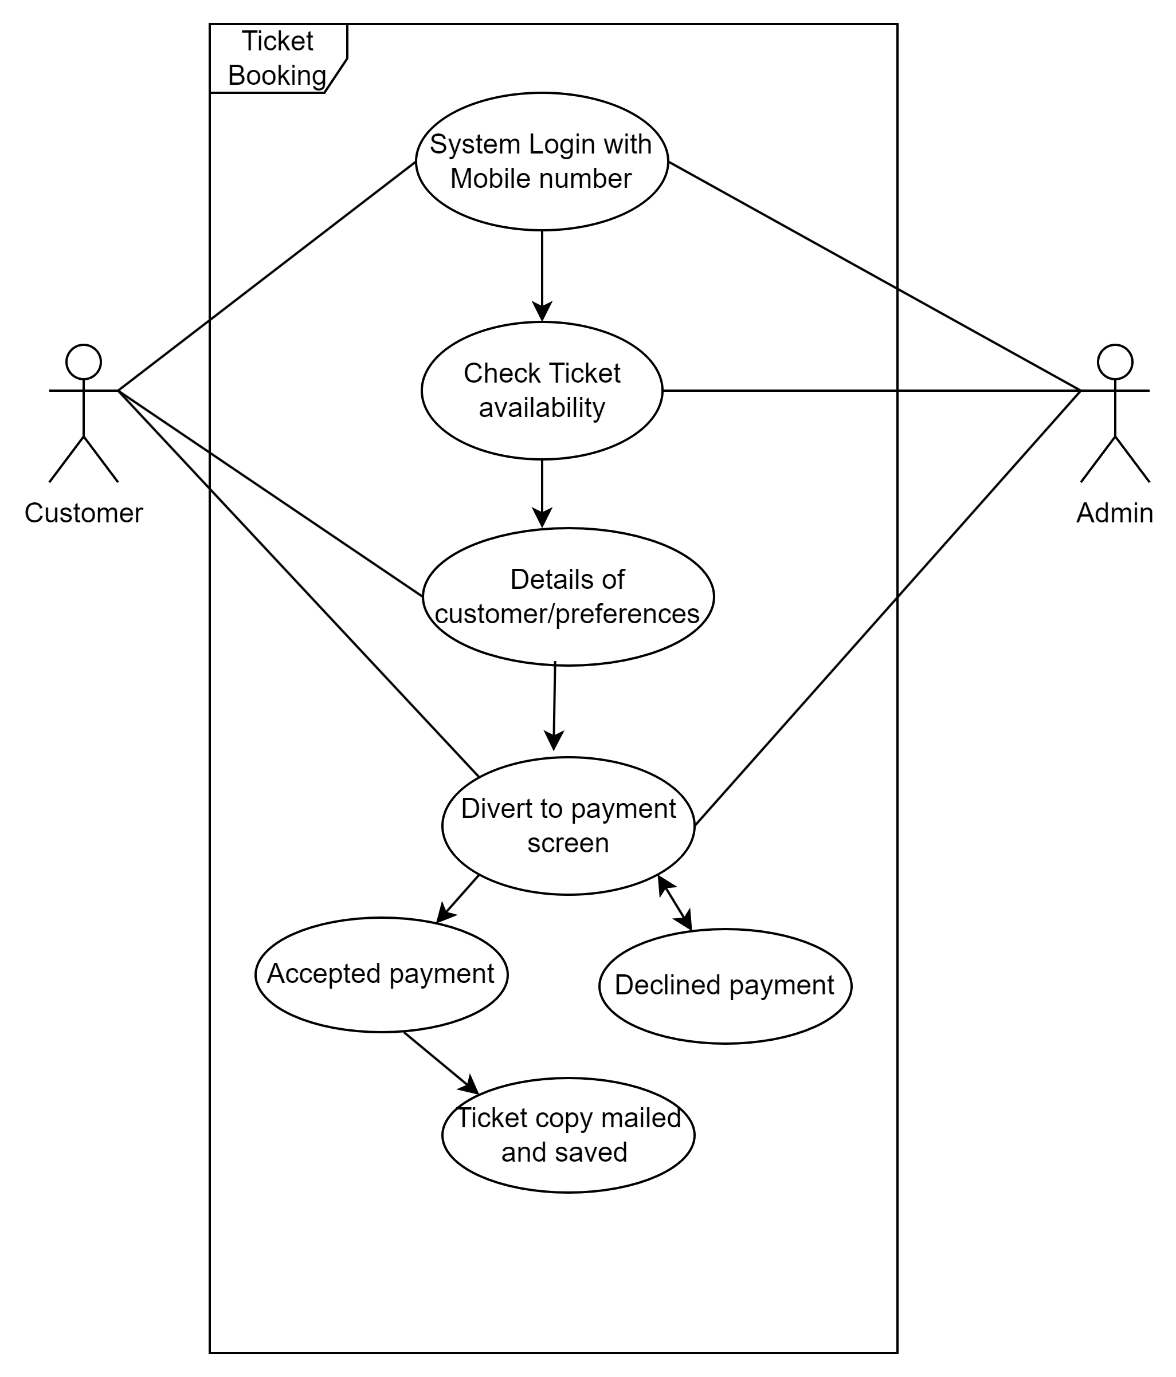 Ticket
Booking
System Login with
Mobile number
Check Ticket
availability
Customer
Admin
Details of
customer/preferences
Divert to payment
screen
Accepted payment
Declined payment
Ticket copy mailed
and saved